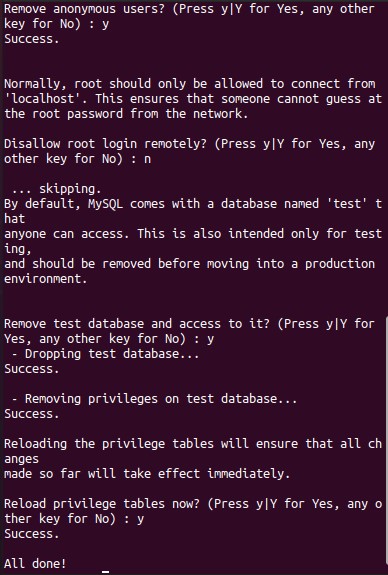 Remove anonymous users? (Press y|Y for Yes, any other
key for No) : y
Success.
Normally, root should only be allowed to connect from
'localhost'. This ensures that someone cannot guess at
the root password from the network.
Disallow root login remotely? (Press y|Y for Yes, any
other key for No) : n
... skipping.
By default, MySQL comes with a database named 'test' t
hat
anyone can access. This is also intended only for test
ing,
and should be removed before moving into a production
environment.
Remove test database and access to it? (Press y|Y for
Yes, any other key for No) : y
- Dropping test database...
Success.
- Removing privileges on test database...
Success.
Reloading the privilege tables will ensure that all ch
anges
made so far will take effect immediately.
Reload privilege tables now? (Press y|Y for Yes, any o
ther key for No) : y
Success.
All done!